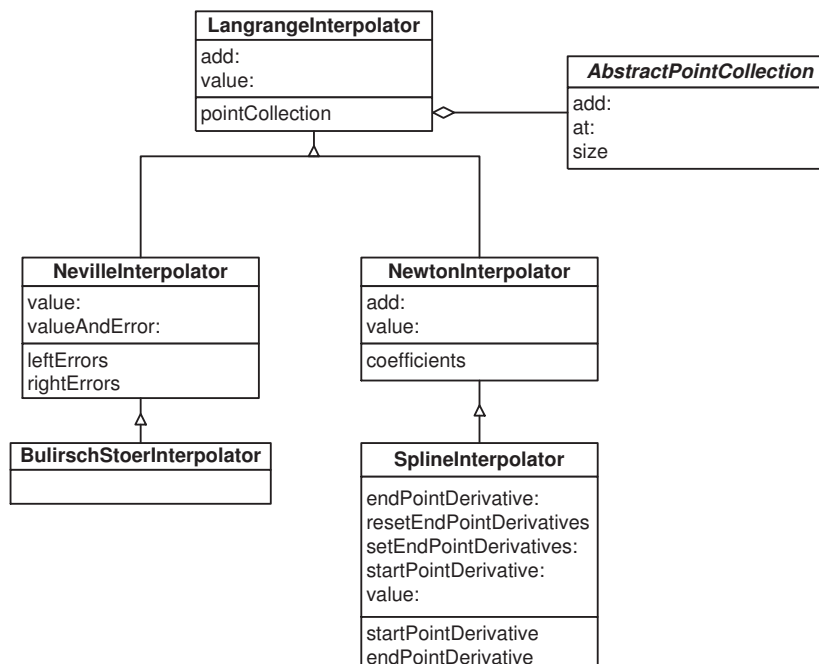 LangrangeInterpolator
add:
value:
pointCollection
AbstractPointCollection
add:
at:
size
NevilleInterpolator
value:
valueAndError:
leftErrors
rightErrors
NewtonInterpolator
add:
value:
coefficients
BulirschStoerInterpolator
SplineInterpolator
endPointDerivative:
resetEndPointDerivatives
setEndPointDerivatives:
startPointDerivative:
value:
startPointDerivative
endPointDerivative